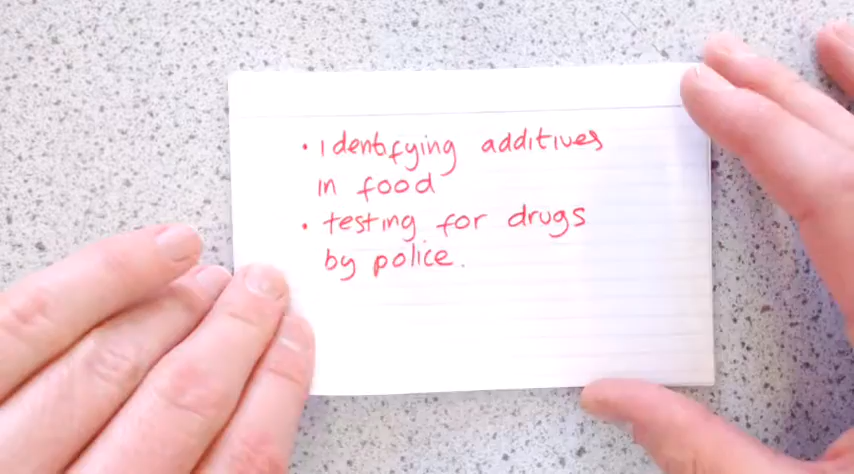 • Identifying additives
in food
• testing for drugs
by police.